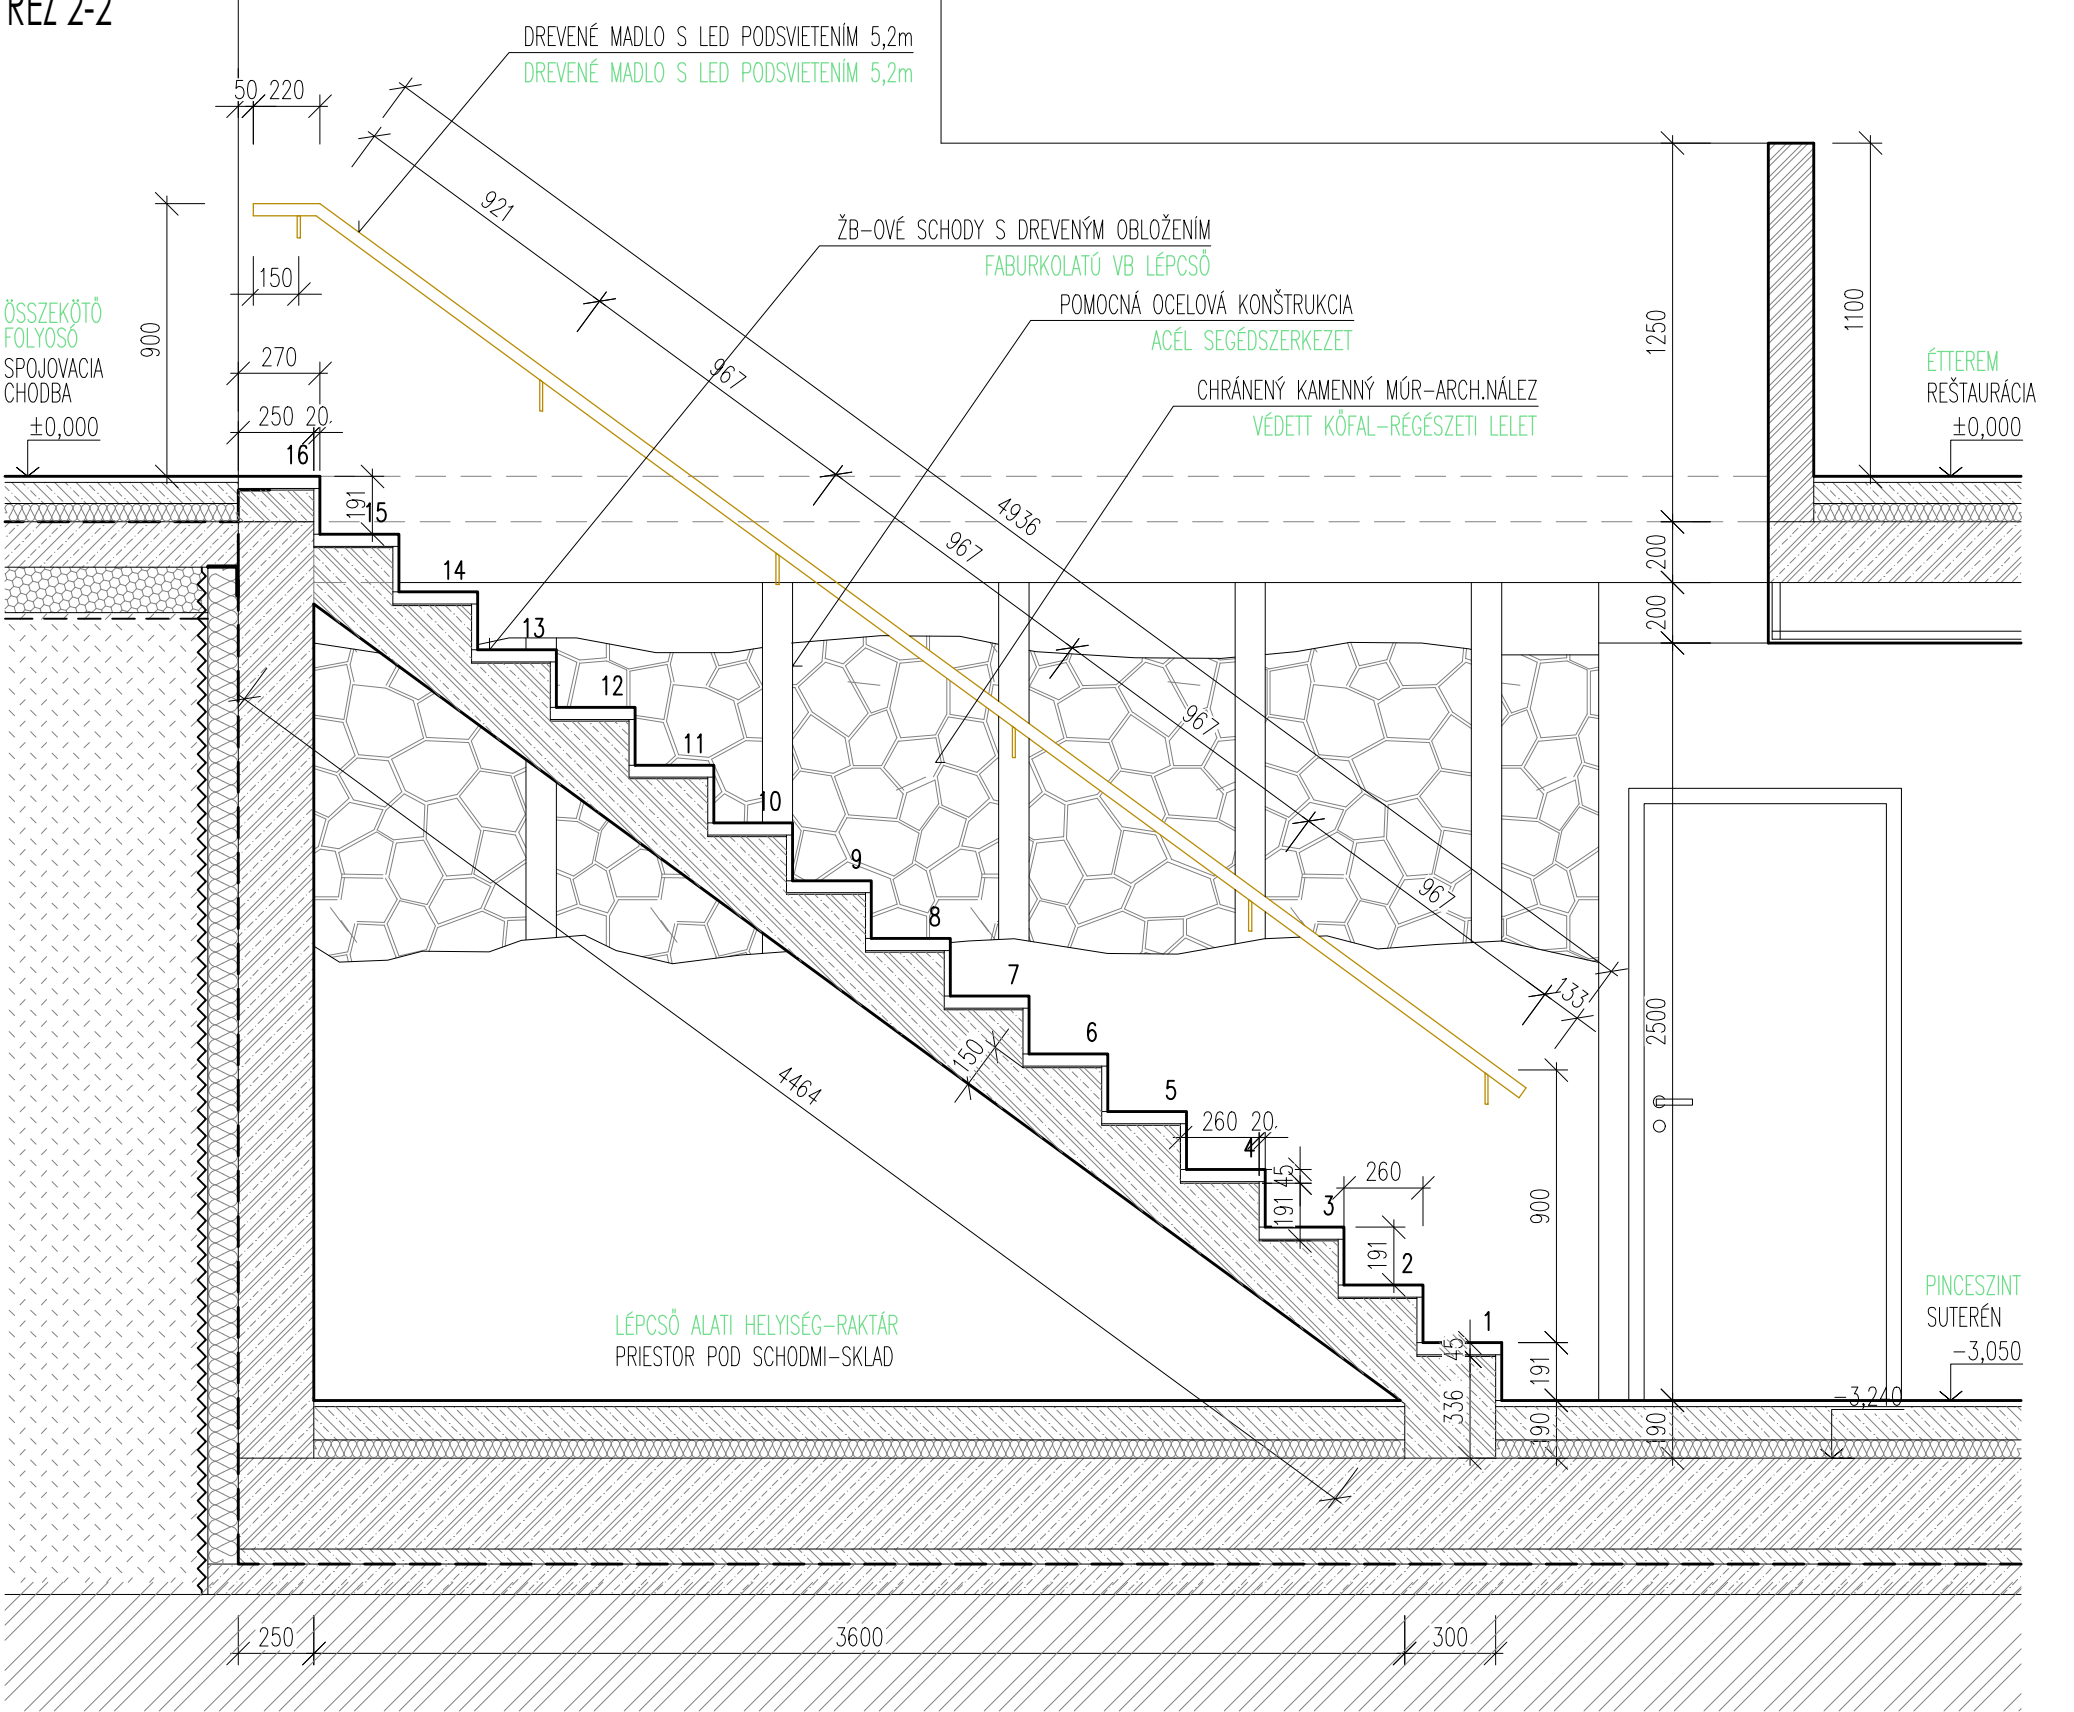 REZ 2-2
DREVENÉ MADLO S LED PODSVIETENÍM 5,2m
DREVENÉ MADLO S LED PODSVIETENÍM 5,2m
50 220
921
ŽB-OVÉ SCHODY S DREVENÝM OBLOŽENÍM
FABURKOLATÚ VB LÉPCSŐ
POMOCNÁ OCELOVÁ KONŠTRUKCIA
ACÉL SEGÉDSZERKEZET
CHRÁNENÝ KAMENNÝ MÚR-ARCH.NÁLEZ
VÉDETT KŐFAL-RÉGÉSZETI LELET
150
900
ÖSSZEKÖTŐ
FOLYOSÓ
SPOJOVACIA
CHODBA
±0,000
270
250 20
1250
1100
ÉTTEREM
REŠTAURÁCIA
±0,000
967
4936
967
967
967
133
16
191
15
14
13
12
11
10
9
8
7
6
5
4
3
2
1
200
200
2500
150
4464
260 20
45
191
260
191
900
191
190
45
336
190
LÉPCSŐ ALATI HELYISÉG-RAKTÁR
PRIESTOR POD SCHODMI-SKLAD
PINCESZINT
SUTERÉN
-3,050
-3,240
250
3600
300